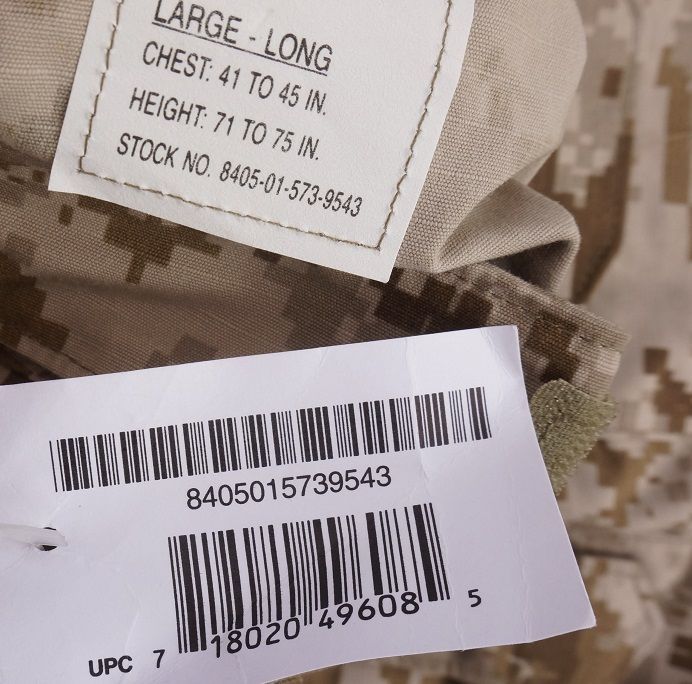 LARGE - LONG
CHEST: 41 TO 45 IN.
HEIGHT: 71 TO 75 IN.
STOCK NO. 8405-01-573-9543
8405015739543
UPC 7 18020 49608 5